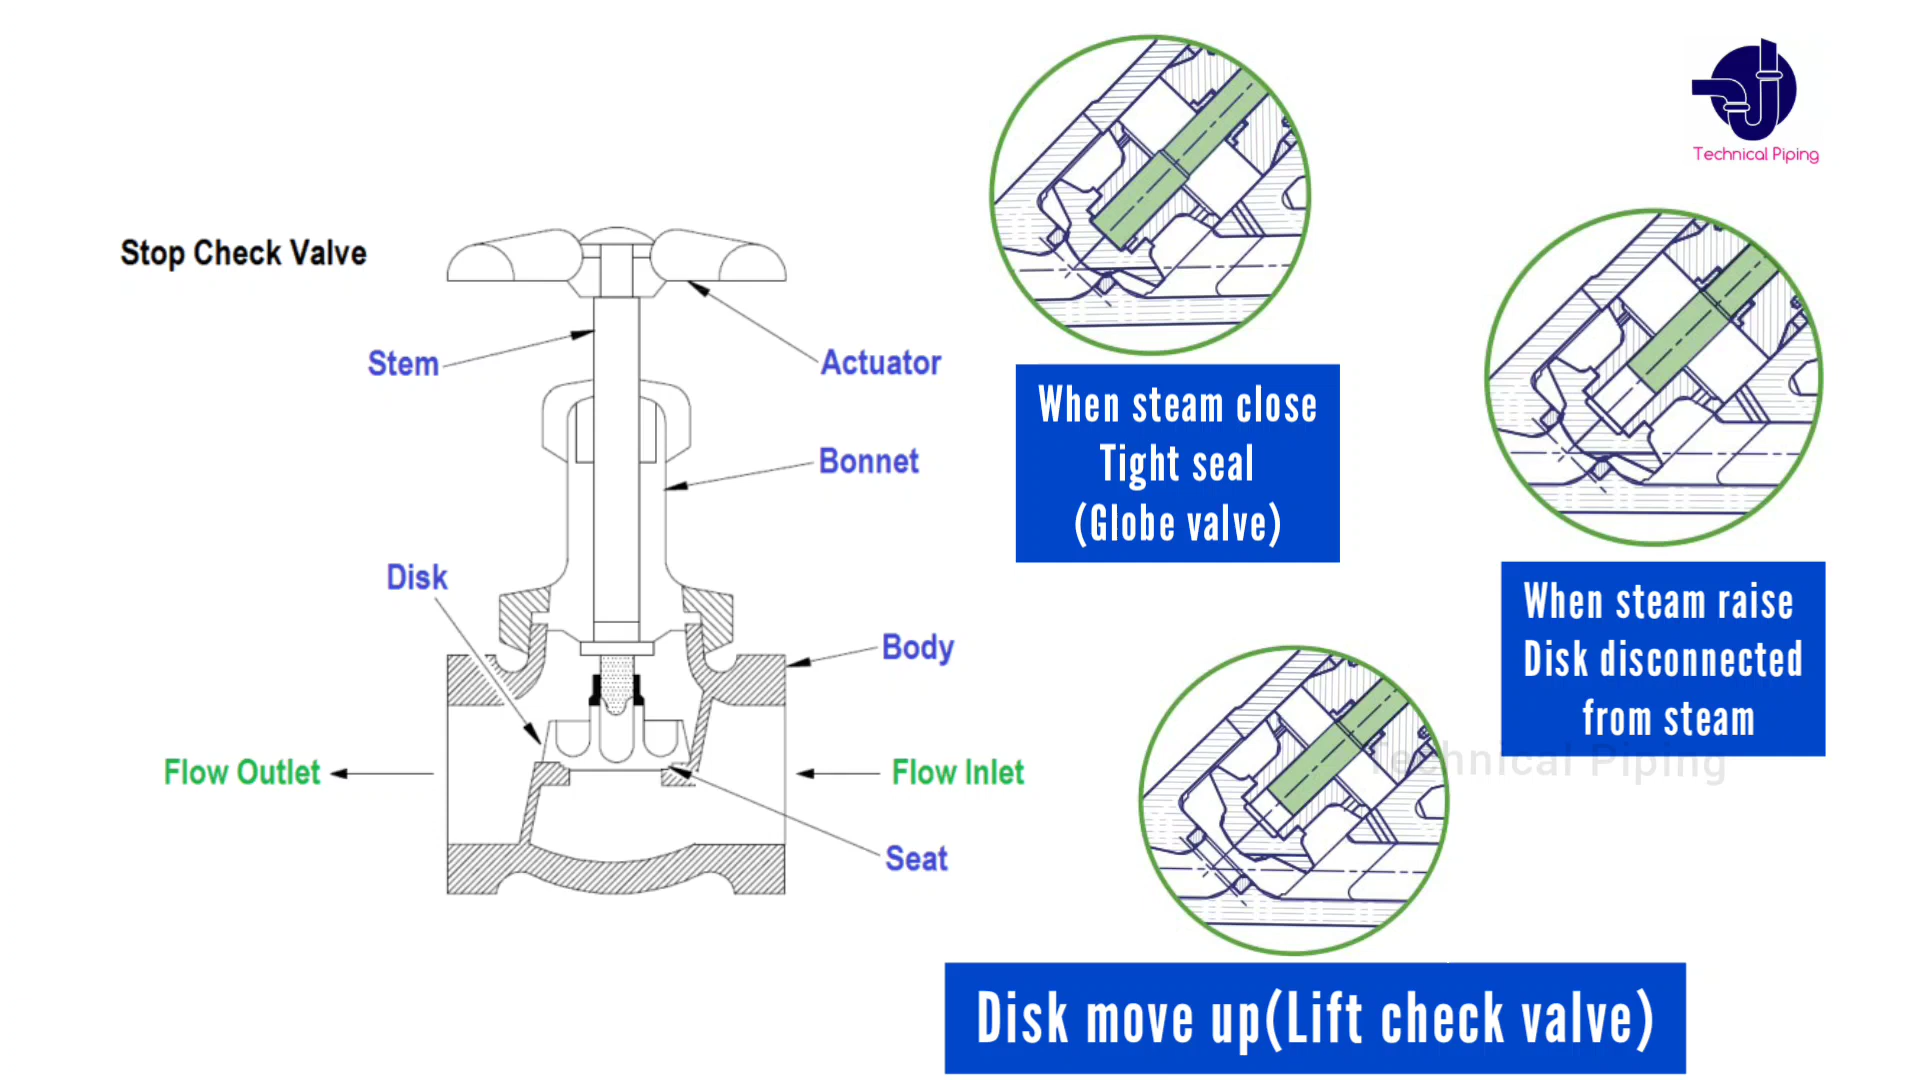 Technical Piping
Stop Check Valve
Stem
Actuator
Bonnet
Disk
Body
Flow Outlet
Flow Inlet
Seat
When steam close
Tight seal
(Globe valve)
When steam raise
Disk disconnected
from steam
Technical Piping
Disk move up(Lift check valve)